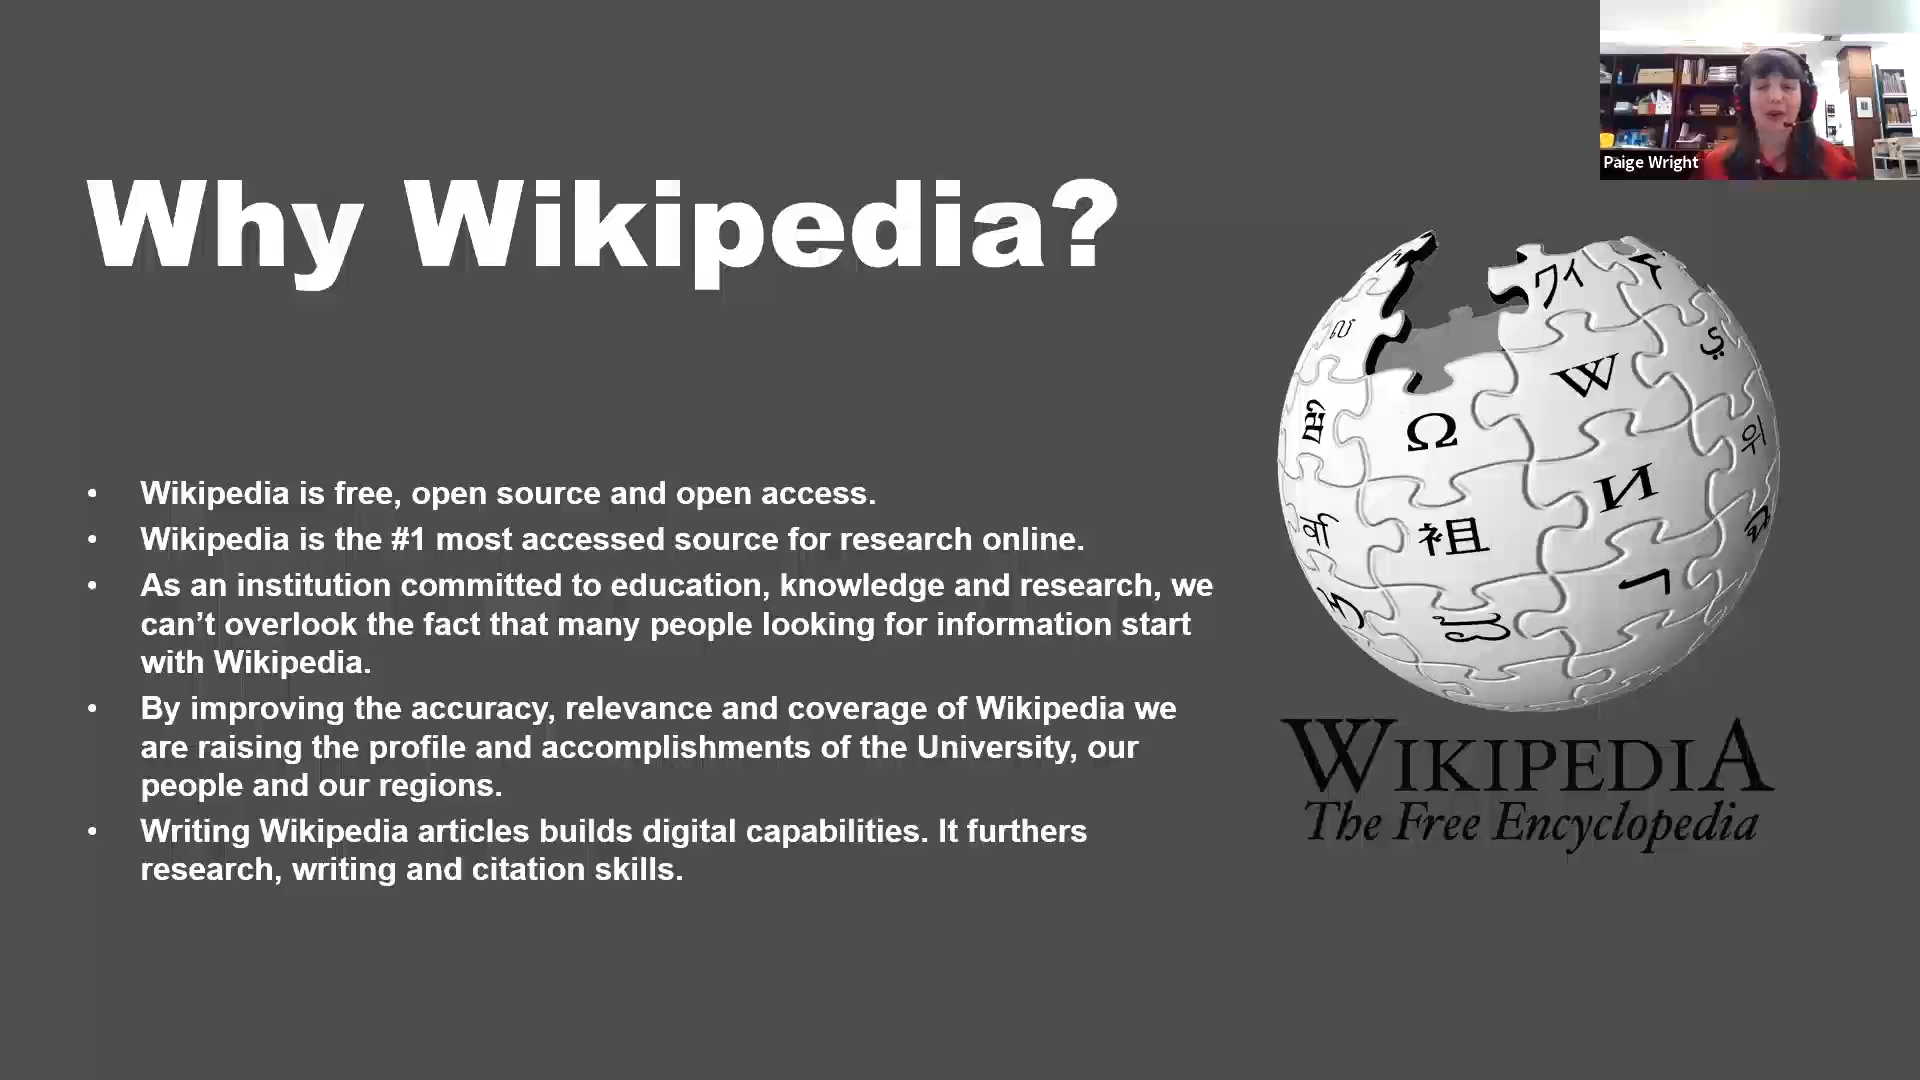 Paige Wright
Why Wikipedia?
• Wikipedia is free, open source and open access.
• Wikipedia is the #1 most accessed source for research online.
• As an institution committed to education, knowledge and research, we
can’t overlook the fact that many people looking for information start
with Wikipedia.
• By improving the accuracy, relevance and coverage of Wikipedia we
are raising the profile and accomplishments of the University, our
people and our regions.
• Writing Wikipedia articles builds digital capabilities. It furthers
research, writing and citation skills.
ワィ
W
Ω
И
위
祖
WIKIPEDIA
The Free Encyclopedia